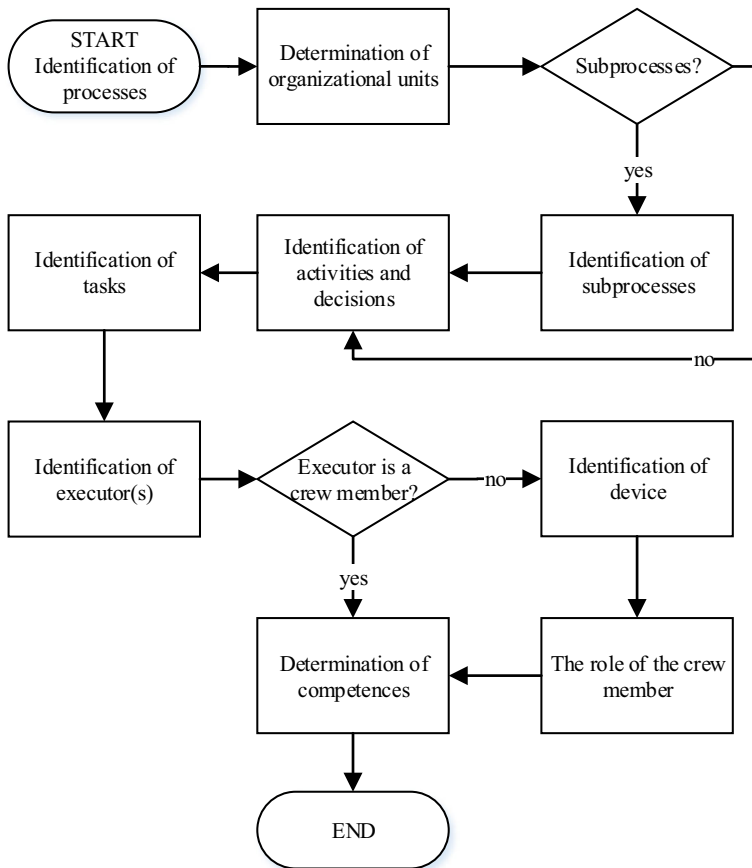 START
Identification of
processes
Determination of
organizational units
Subprocesses?
yes
Identification of
tasks
Identification of
activities and
decisions
Identification of
subprocesses
no
Identification of
executor(s)
Executor is a
crew member?
no
Identification of
device
yes
Determination of
competences
The role of the crew
member
END